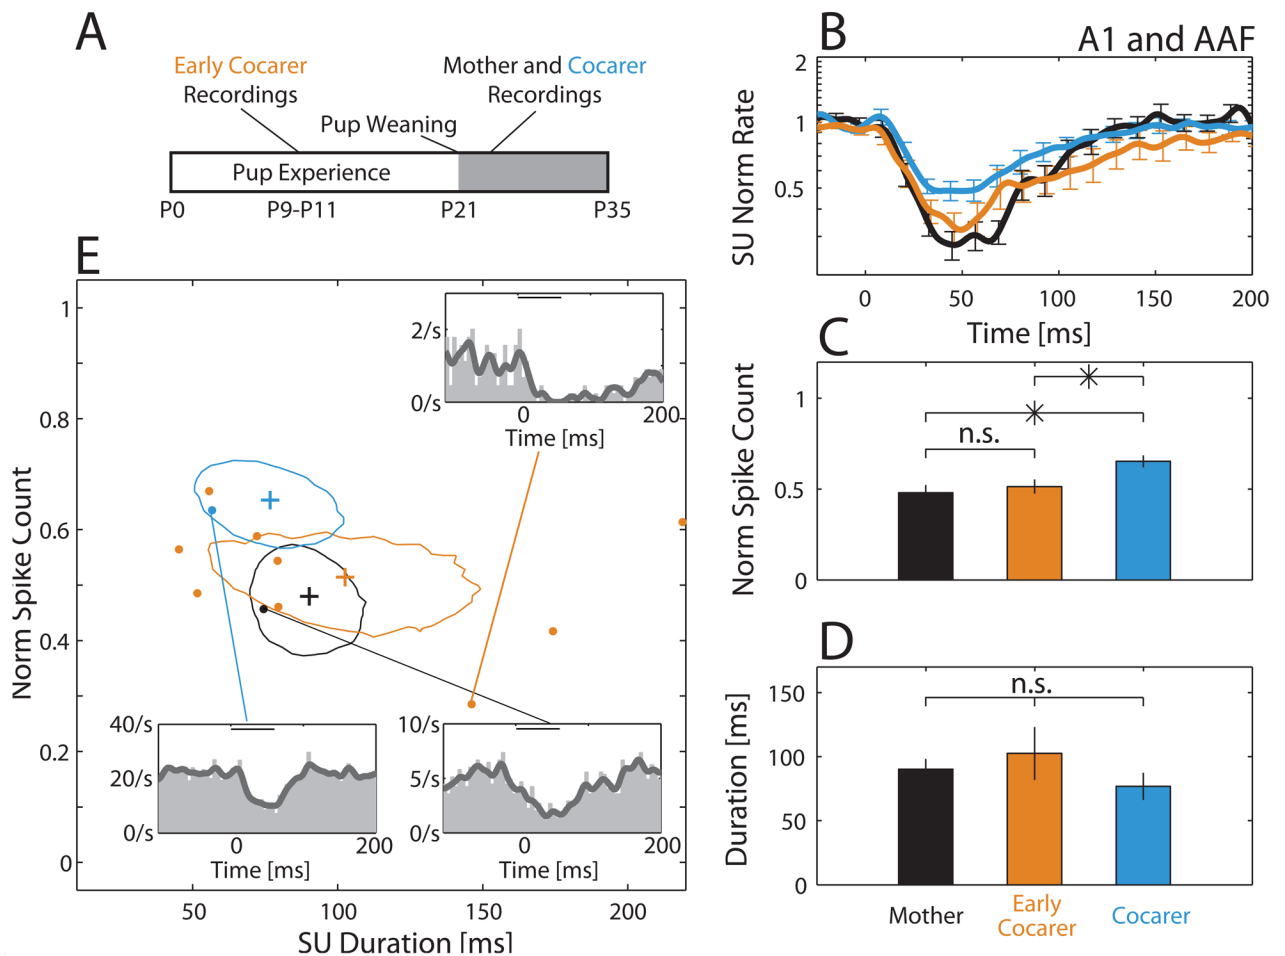 A
Early Cocarer
Recordings
Mother and Cocarer
Recordings
Pup Weaning
Pup Experience
P0
P9-P11
P21
P35
B
A1 and AAF
SU Norm Rate
2
1
0.5
0
50
100
150
200
Time [ms]
C
Norm Spike Count
1
0.5
0
n.s.
D
Duration [ms]
150
100
50
0
n.s.
Mother
Early
Cocarer
Cocarer
E
Norm Spike Count
1
0.8
0.6
0.4
0.2
0
50
100
150
200
SU Duration [ms]
2/s
0/s
0
200
Time [ms]
40/s
20/s
0/s
0
200
Time [ms]
10/s
5/s
0/s
0
200
Time [ms]